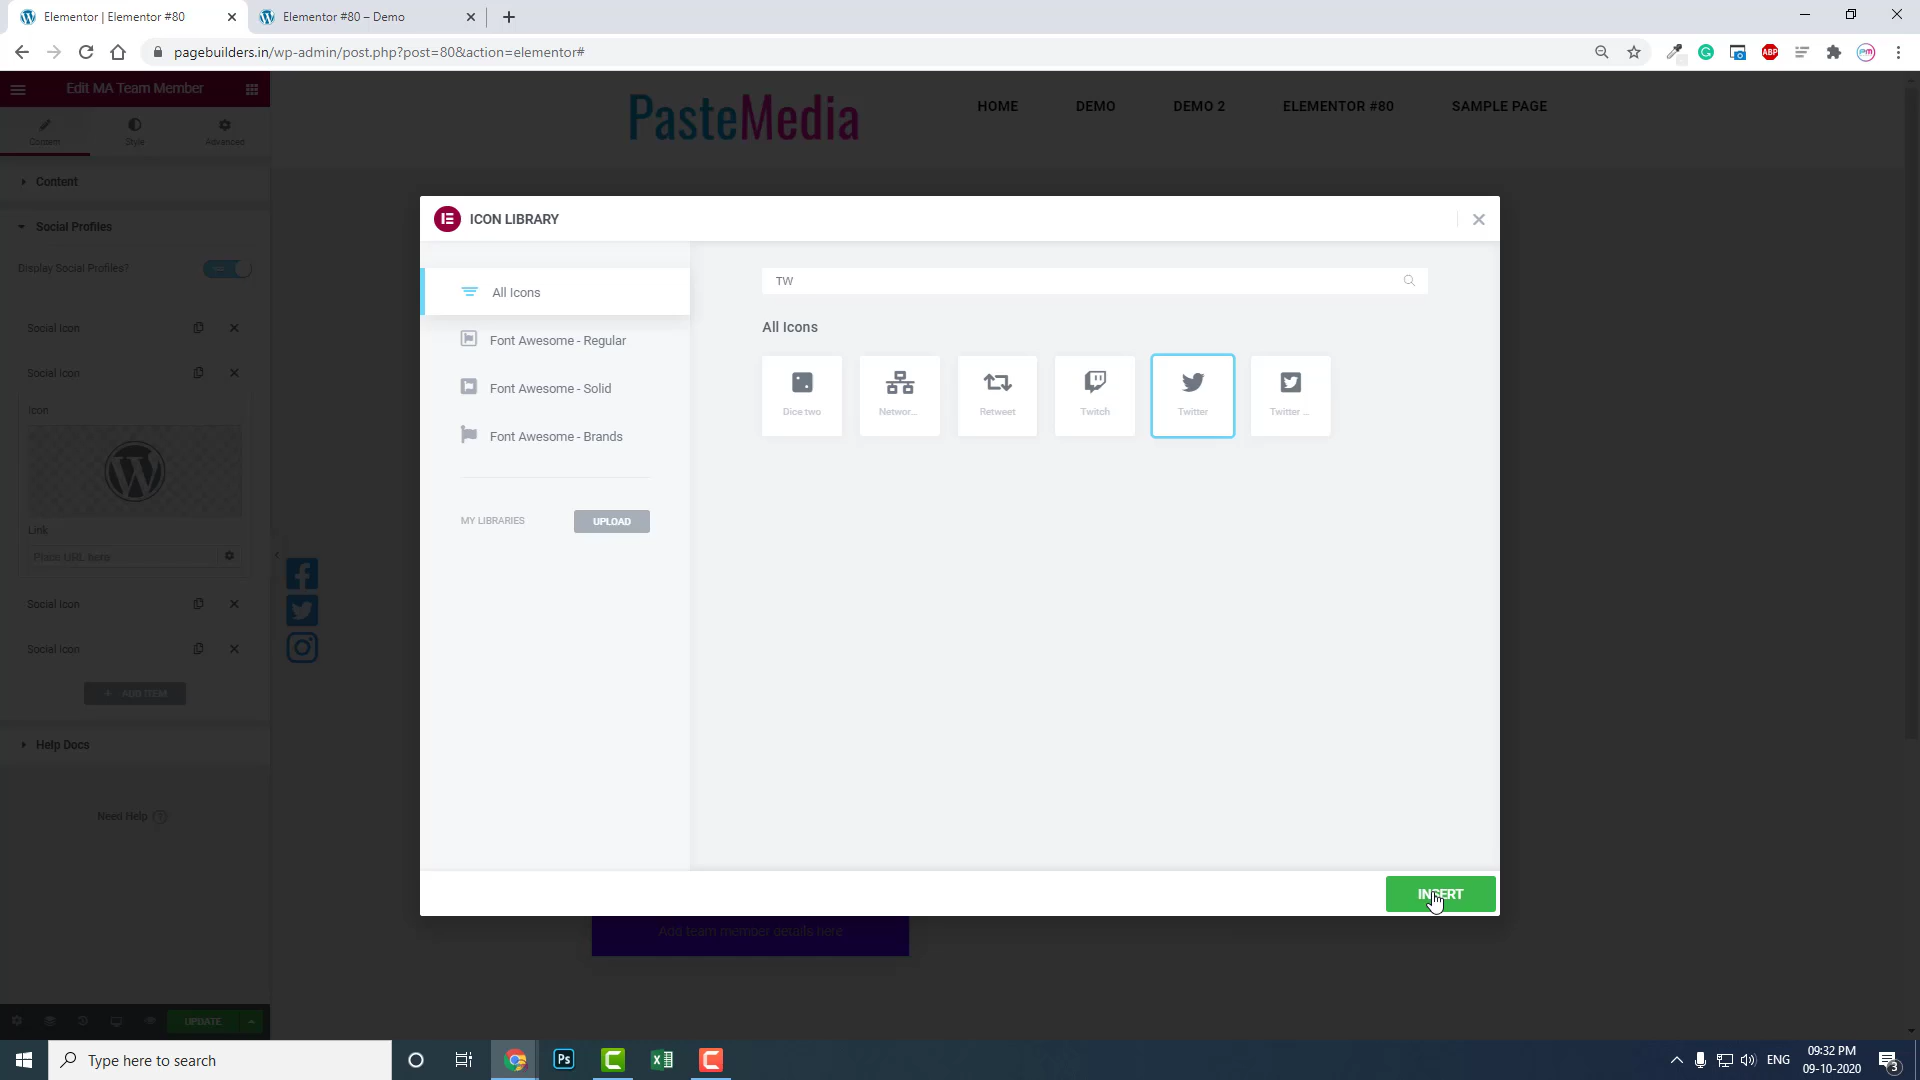 Elementor | Elementor #80
Elementor #80 – Demo
pagebuilders.in/wp-admin/post.php?post=80&action=elementor#
ABP
Edit MA Team Member
Content
Style
Advanced
PasteMedia
HOME
DEMO
DEMO 2
ELEMENTOR #80
SAMPLE PAGE
Content
Social Profiles
Display Social Profiles?
Social Icon
Social Icon
Icon
Link
Place URL here
Social Icon
Social Icon
+ ADD ITEM
Help Docs
Need Help ?
UPDATE
ICON LIBRARY
All Icons
Font Awesome - Regular
Font Awesome - Solid
Font Awesome - Brands
MY LIBRARIES
UPLOAD
TW
All Icons
Dice two
Networ...
Retweet
Twitch
Twitter
Twitter ...
INSERT
Add team member details here
Type here to search
Ps
ENG
09:32 PM
09-10-2020
3